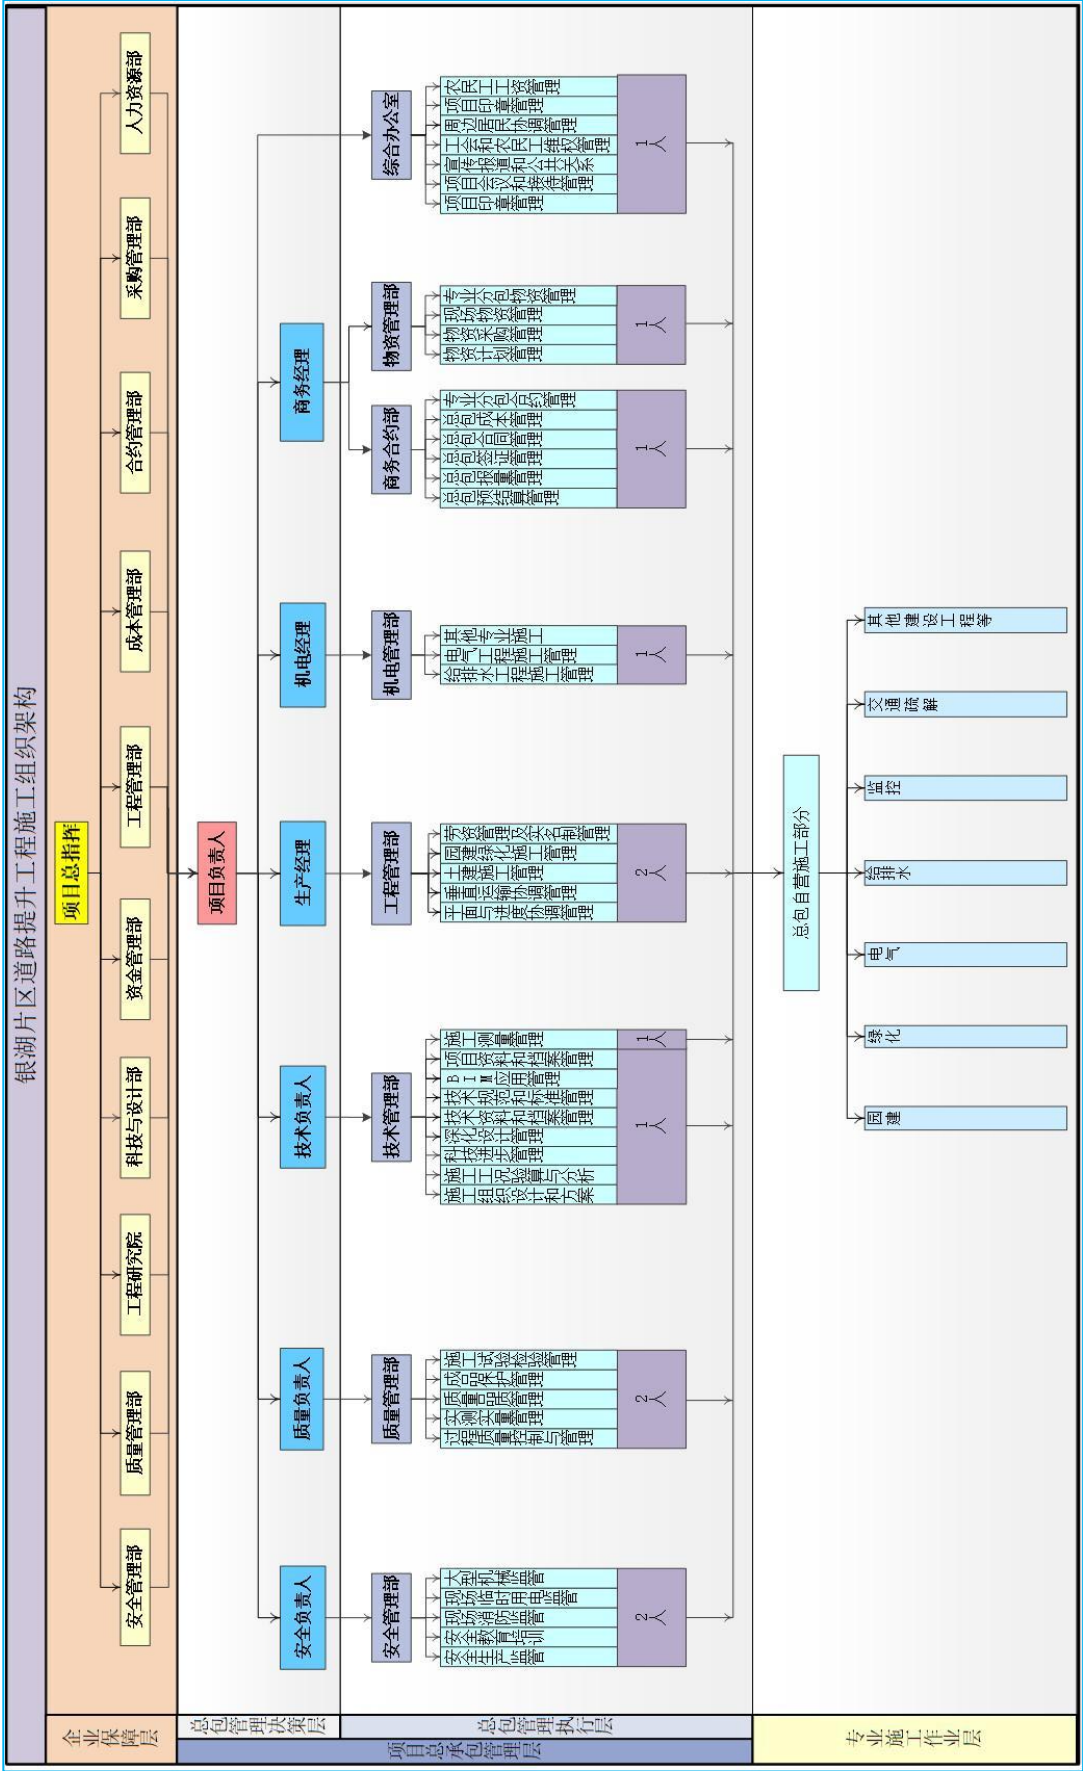 银湖片区道路提升工程施工组织架构
企业保障层
项目总指挥
安全管理部
质量管理部
工程研究院
科技与设计部
资金管理部
工程管理部
成本管理部
合约管理部
采购管理部
人力资源部
项目总承包管理层
总包管理决策层
项目负责人
安全负责人
质量负责人
技术负责人
生产经理
机电经理
商务经理
总包管理执行层
安全管理部
安全生产监管
安全教育培训
现场消防监管
现场临时用电监管
大型机械监管
2人
质量管理部
过程质量控制与管理
实测实量管理
质量品质管理
成品保护管理
施工试验检验管理
2人
技术管理部
施工组织设计和方案
施工工况验算与分析
科技进步管理
深化设计管理
技术资料和档案管理
技术规范和标准管理
BIM应用管理
项目资料和档案管理
施工测量管理
1人
1人
工程管理部
平面与进度协调管理
垂直运输协调管理
土建施工管理
园建绿化施工管理
劳资管理及实名制管理
2人
机电管理部
给排水工程施工管理
电气工程施工管理
其他专业施工
1人
商务合约部
总包预结算管理
总包报量管理
总包签证管理
总包合同管理
总包成本管理
专业分包合约管理
1人
物资管理部
物资计划管理
物资采购管理
现场物资管理
专业分包物资管理
1人
综合办公室
项目印章管理
项目会议和接待管理
宣传报道和公共关系
工会和农民工维权管理
周边居民协调管理
项目印章管理
农民工工资管理
1人
专业施工作业层
总包自营施工部分
园建
绿化
电气
给排水
监控
交通疏解
其他建设工程等